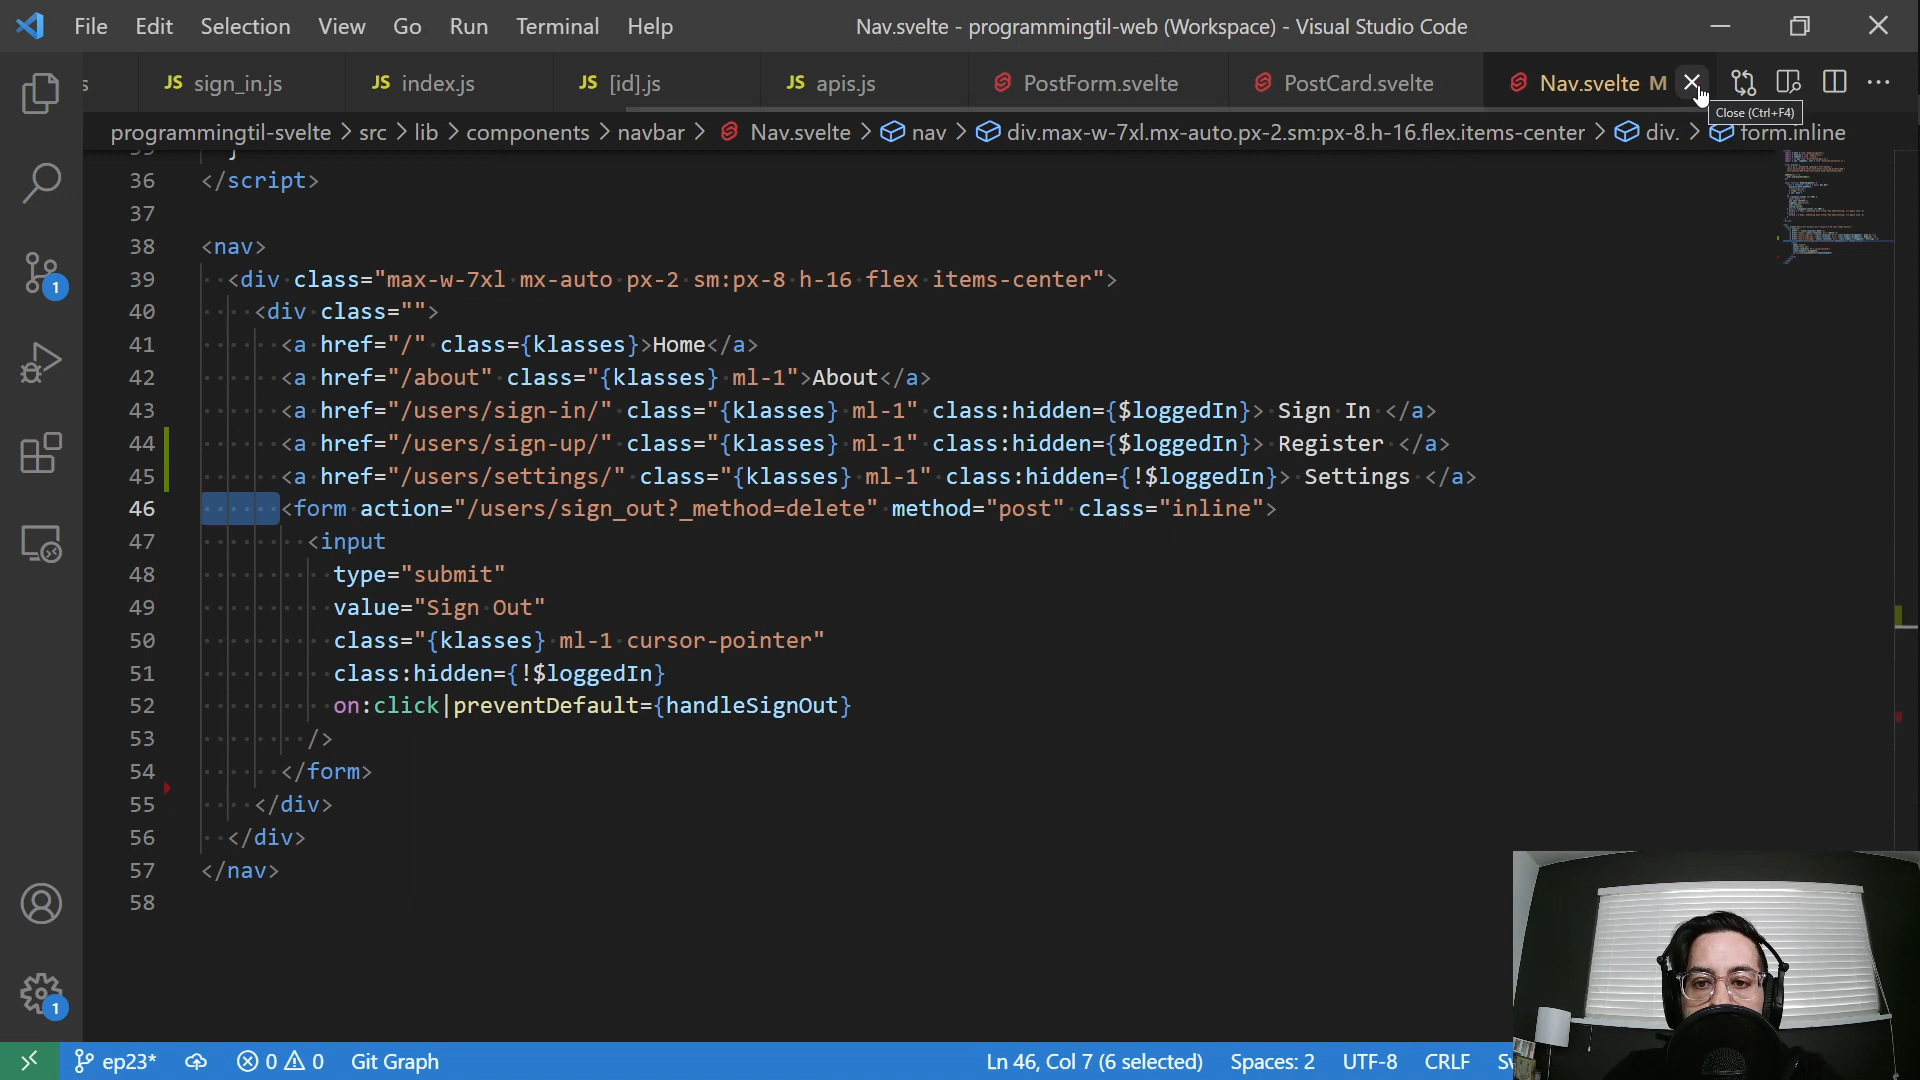 File Edit Selection View Go Run Terminal Help
Nav.svelte - programmingtil-web (Workspace) - Visual Studio Code
s JS sign_in.js JS index.js JS [id].js JS apis.js PostForm.svelte PostCard.svelte Nav.svelte M
Close (Ctrl+F4)
programmingtil-svelte > src > lib > components > navbar > Nav.svelte > nav > div.max-w-7xl.mx-auto.px-2.sm:px-8.h-16.flex.items-center > div. > form.inline
36 </script>
37
38 <nav>
39 <div class="max-w-7xl mx-auto px-2 sm:px-8 h-16 flex items-center">
40 <div class="">
41 <a href="/" class={klasses}>Home</a>
42 <a href="/about" class="{klasses} ml-1">About</a>
43 <a href="/users/sign-in/" class="{klasses} ml-1" class:hidden={$loggedIn}> Sign In </a>
44 <a href="/users/sign-up/" class="{klasses} ml-1" class:hidden={$loggedIn}> Register </a>
45 <a href="/users/settings/" class="{klasses} ml-1" class:hidden={!$loggedIn}> Settings </a>
46 <form action="/users/sign_out?_method=delete" method="post" class="inline">
47 <input
48 type="submit"
49 value="Sign Out"
50 class="{klasses} ml-1 cursor-pointer"
51 class:hidden={!$loggedIn}
52 on:click|preventDefault={handleSignOut}
53 />
54 </form>
55 </div>
56 </div>
57 </nav>
58
1
1
ep23* 0 0 Git Graph Ln 46, Col 7 (6 selected) Spaces: 2 UTF-8 CRLF